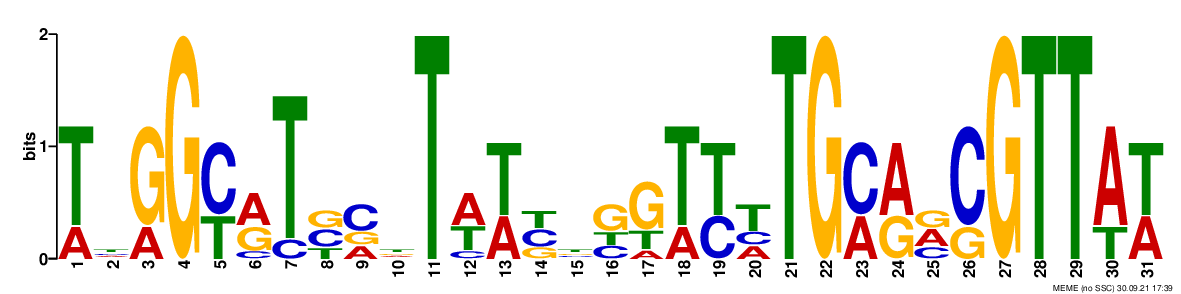 2
bits
1
0
T G G C A T G C T A T T G G T T T T G C A G C G T T A T
A A T G C C G A T A C T T A C C A G A G T A
C T A C G C A A C
1 2 3 4 5 6 7 8 9 10 11 12 13 14 15 16 17 18 19 20 21 22 23 24 25 26 27 28 29 30 31
MEME (no SSC) 30.09.21 17:39